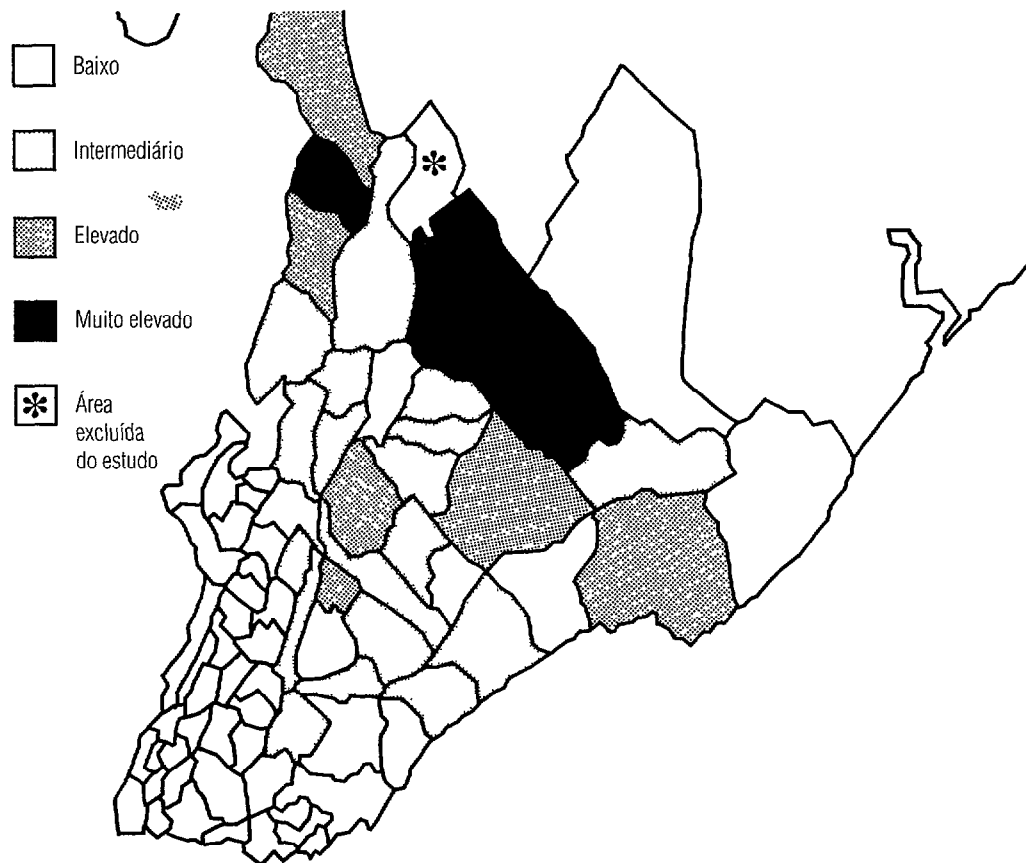 Baixo
Intermediário
Elevado
Muito elevado
Área
excluída
do estudo